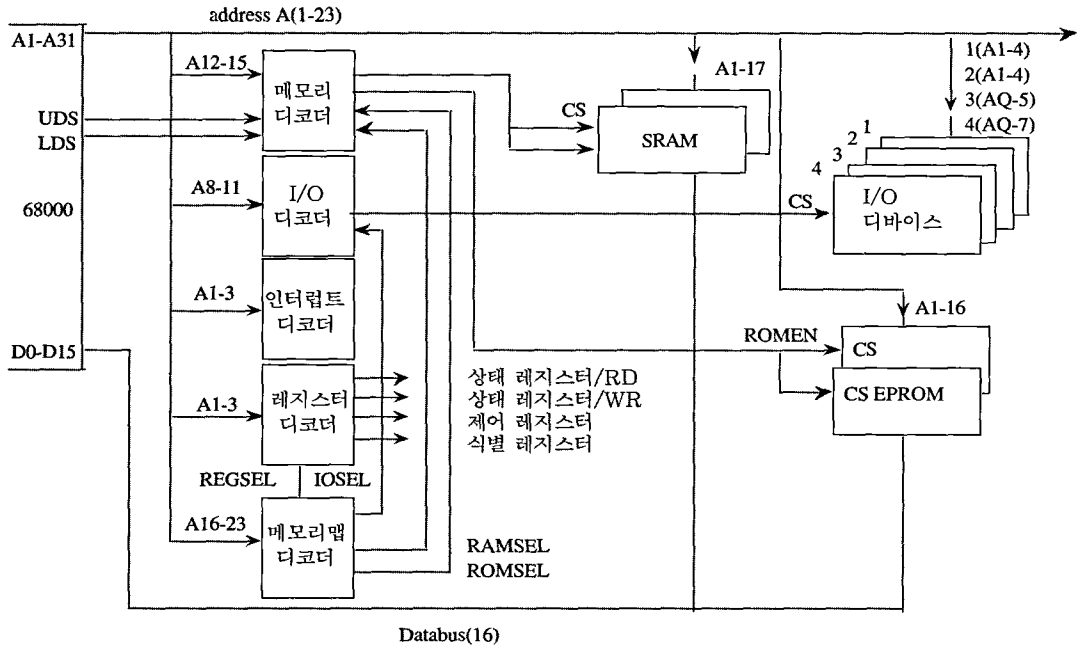 address A(1-23)
A1-A31
A12-15
메모리
디코더
UDS
LDS
CS
SRAM
A1-17
1(A1-4)
2(A1-4)
3(AQ-5)
4(AQ-7)
1
2
3
4
68000
A8-11
I/O
디코더
CS
I/O
디바이스
A1-3
인터럽트
디코더
A1-16
D0-D15
ROMEN
CS
CS EPROM
A1-3
레지스터
디코더
상태 레지스터/RD
상태 레지스터/WR
제어 레지스터
식별 레지스터
REGSEL
IOSEL
A16-23
메모리맵
디코더
RAMSEL
ROMSEL
Databus(16)